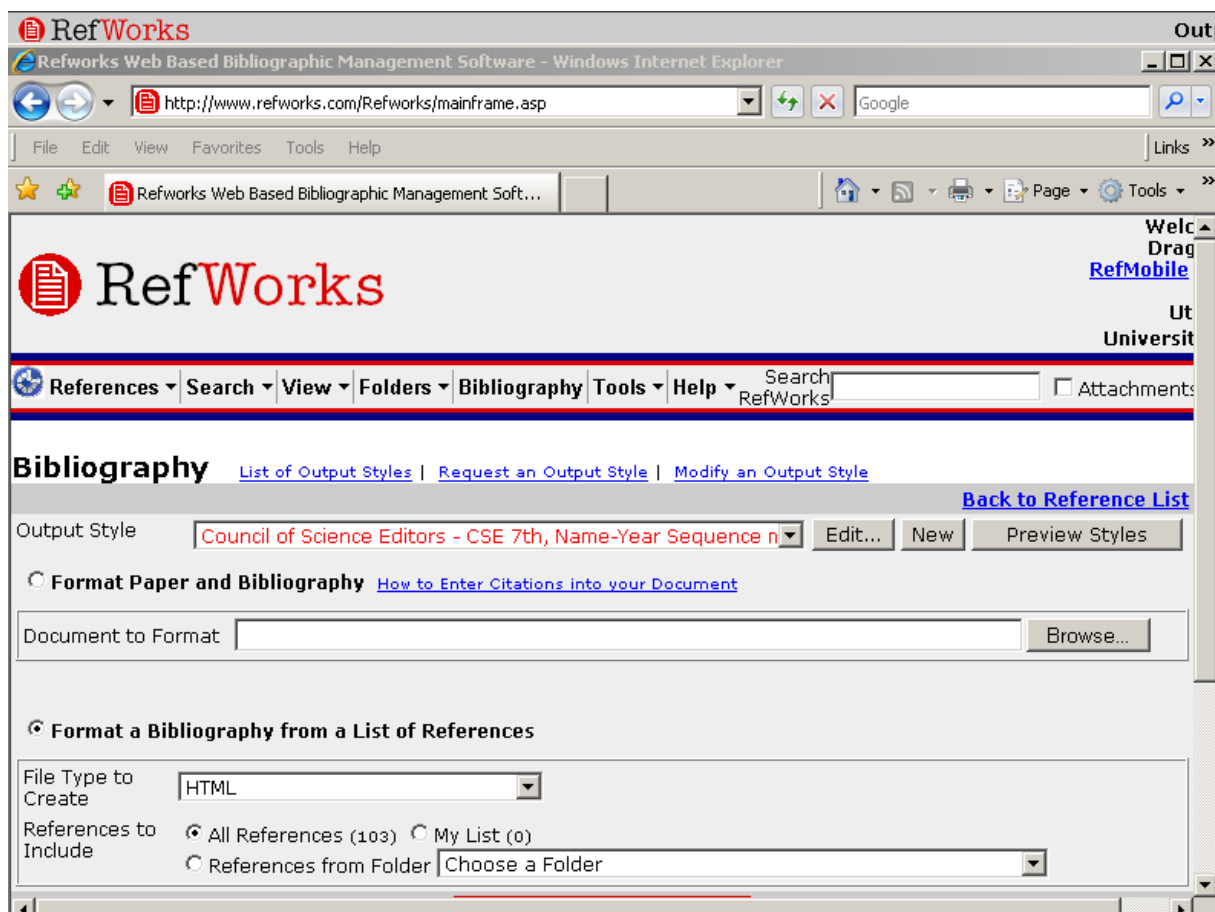 RefWorks Out
Refworks Web Based Bibliographic Management Software - Windows Internet Explorer
http://www.refworks.com/Refworks/mainframe.asp Google
File Edit View Favorites Tools Help Links »
Refworks Web Based Bibliographic Management Soft... Page Tools »
Welc
Drag
RefMobile
RefWorks
Ut
Universit
References Search View Folders Bibliography Tools Help Search RefWorks Attachments
Bibliography List of Output Styles | Request an Output Style | Modify an Output Style
Back to Reference List
Output Style Council of Science Editors - CSE 7th, Name-Year Sequence n Edit... New Preview Styles
Format Paper and Bibliography How to Enter Citations into your Document
Document to Format Browse...
Format a Bibliography from a List of References
File Type to Create HTML
References to Include All References (103) My List (0)
References from Folder Choose a Folder